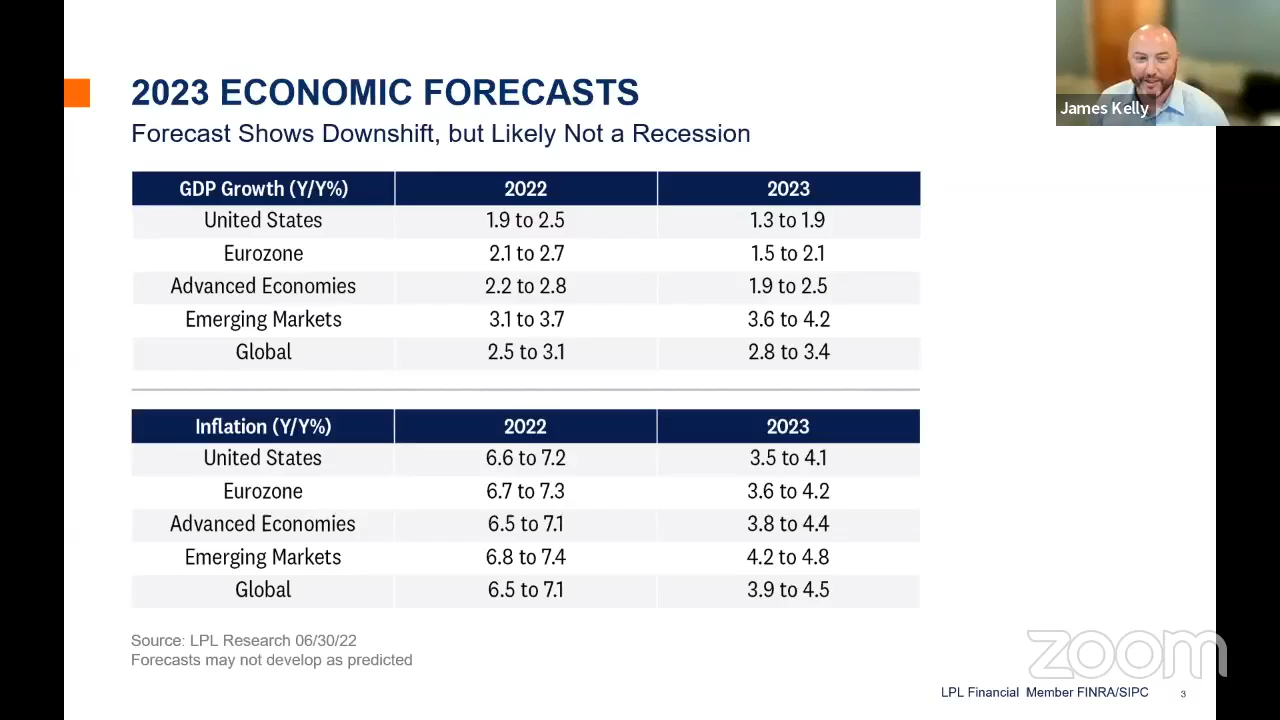 2023 ECONOMIC FORECASTS
Forecast Shows Downshift, but Likely Not a Recession
James Kelly
GDP Growth (Y/Y%) 2022 2023
United States 1.9 to 2.5 1.3 to 1.9
Eurozone 2.1 to 2.7 1.5 to 2.1
Advanced Economies 2.2 to 2.8 1.9 to 2.5
Emerging Markets 3.1 to 3.7 3.6 to 4.2
Global 2.5 to 3.1 2.8 to 3.4
Inflation (Y/Y%) 2022 2023
United States 6.6 to 7.2 3.5 to 4.1
Eurozone 6.7 to 7.3 3.6 to 4.2
Advanced Economies 6.5 to 7.1 3.8 to 4.4
Emerging Markets 6.8 to 7.4 4.2 to 4.8
Global 6.5 to 7.1 3.9 to 4.5
Source: LPL Research 06/30/22
Forecasts may not develop as predicted
zoom
LPL Financial Member FINRA/SIPC 3